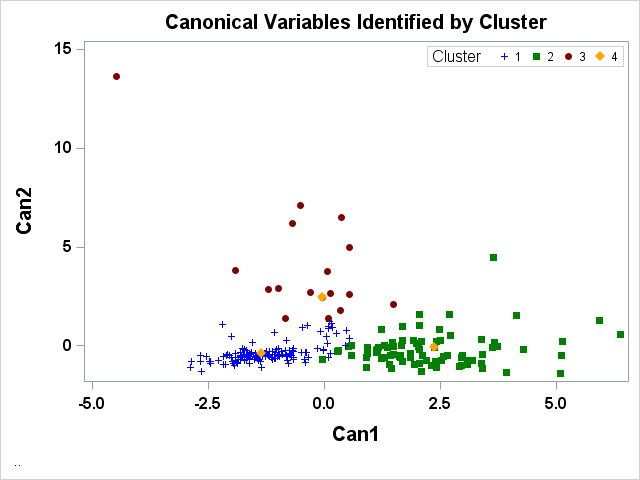 Canonical Variables Identified by Cluster
Cluster 1 2 3 4
15
10
5
0
Can2
-5.0 -2.5 0.0 2.5 5.0
Can1
..